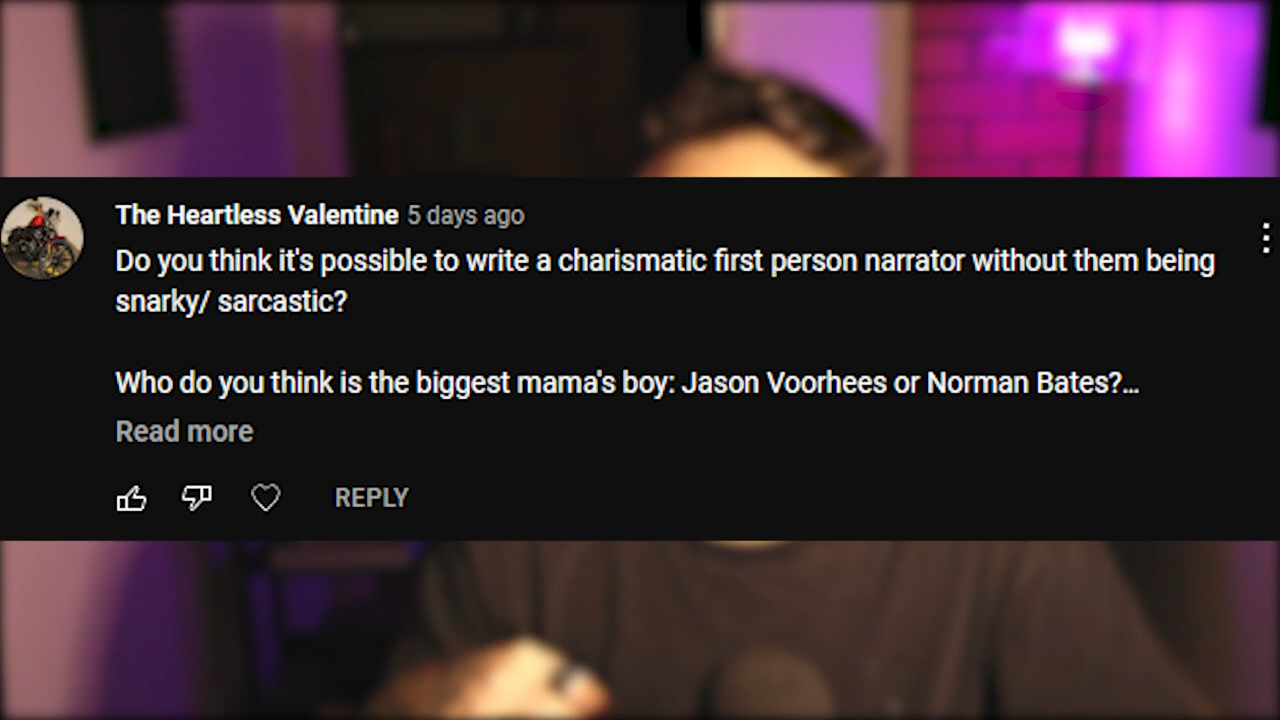 The Heartless Valentine 5 days ago
Do you think it's possible to write a charismatic first person narrator without them being
snarky/ sarcastic?
Who do you think is the biggest mama's boy: Jason Voorhees or Norman Bates?...
Read more
REPLY